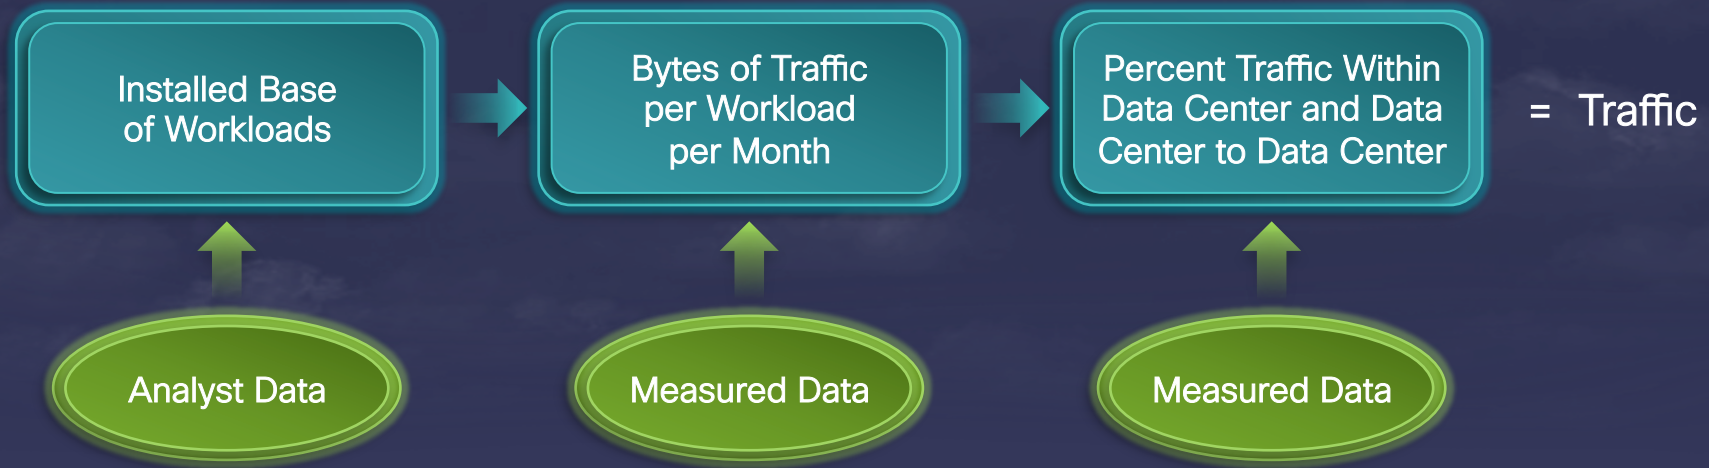 Installed Base
of Workloads
Bytes of Traffic
per Workload
per Month
Percent Traffic Within
Data Center and Data
Center to Data Center
= Traffic
Analyst Data
Measured Data
Measured Data